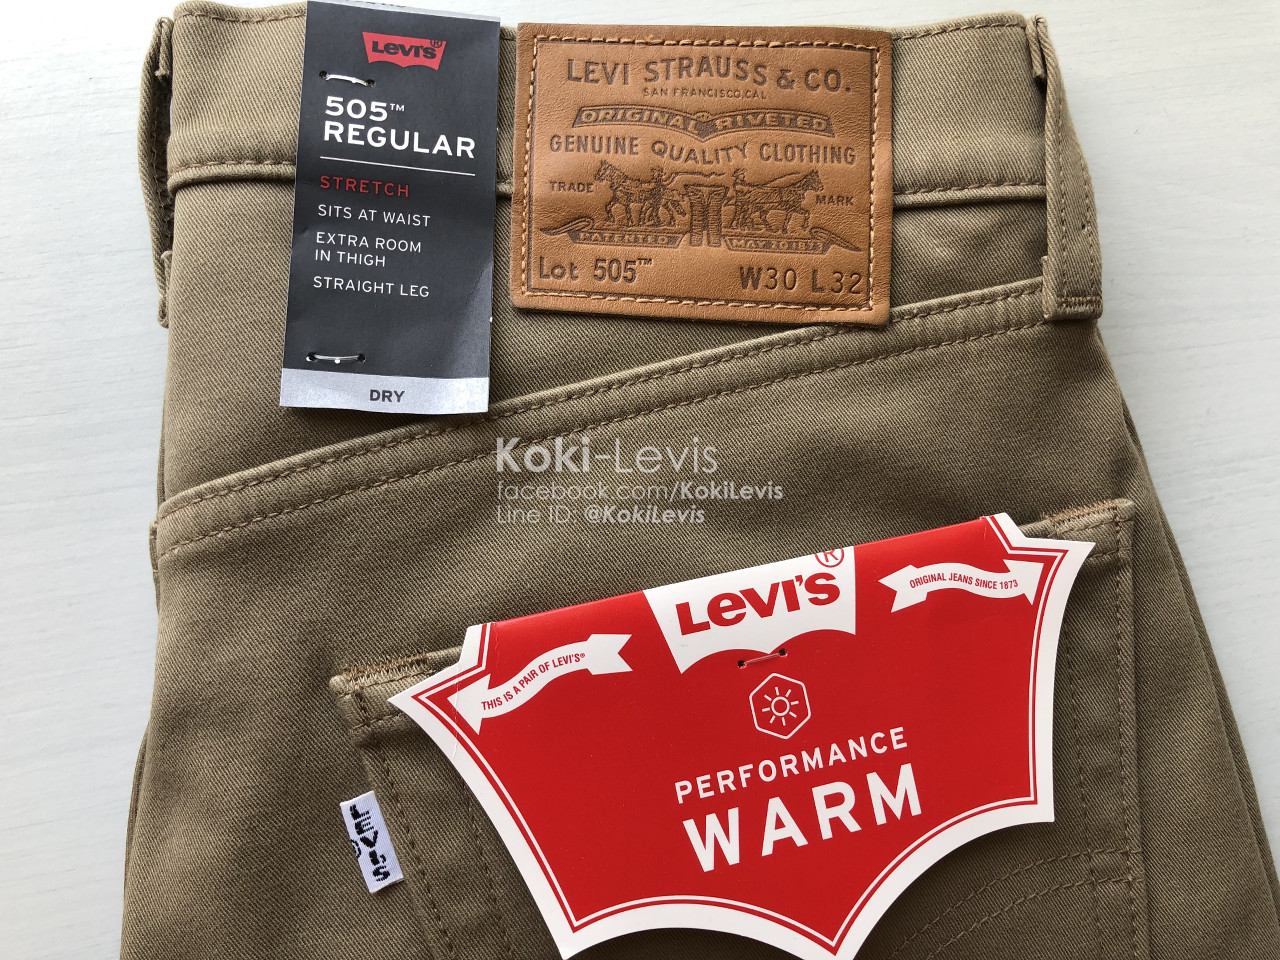 LEVI'S®
505™
REGULAR
STRETCH
SITS AT WAIST
EXTRA ROOM
IN THIGH
STRAIGHT LEG
DRY
LEVI STRAUSS & CO.
SAN FRANCISCO, CAL
ORIGINAL RIVETED
GENUINE QUALITY CLOTHING
TRADE MARK
PATENTED MAY 20 1873
Lot 505™ W30 L32
Koki-Levis
facebook.com/KokiLevis
Line ID: @KokiLevis
LEVI'S®
THIS IS A PAIR OF LEVI'S®
ORIGINAL JEANS SINCE 1873
PERFORMANCE
WARM
LEVI'S